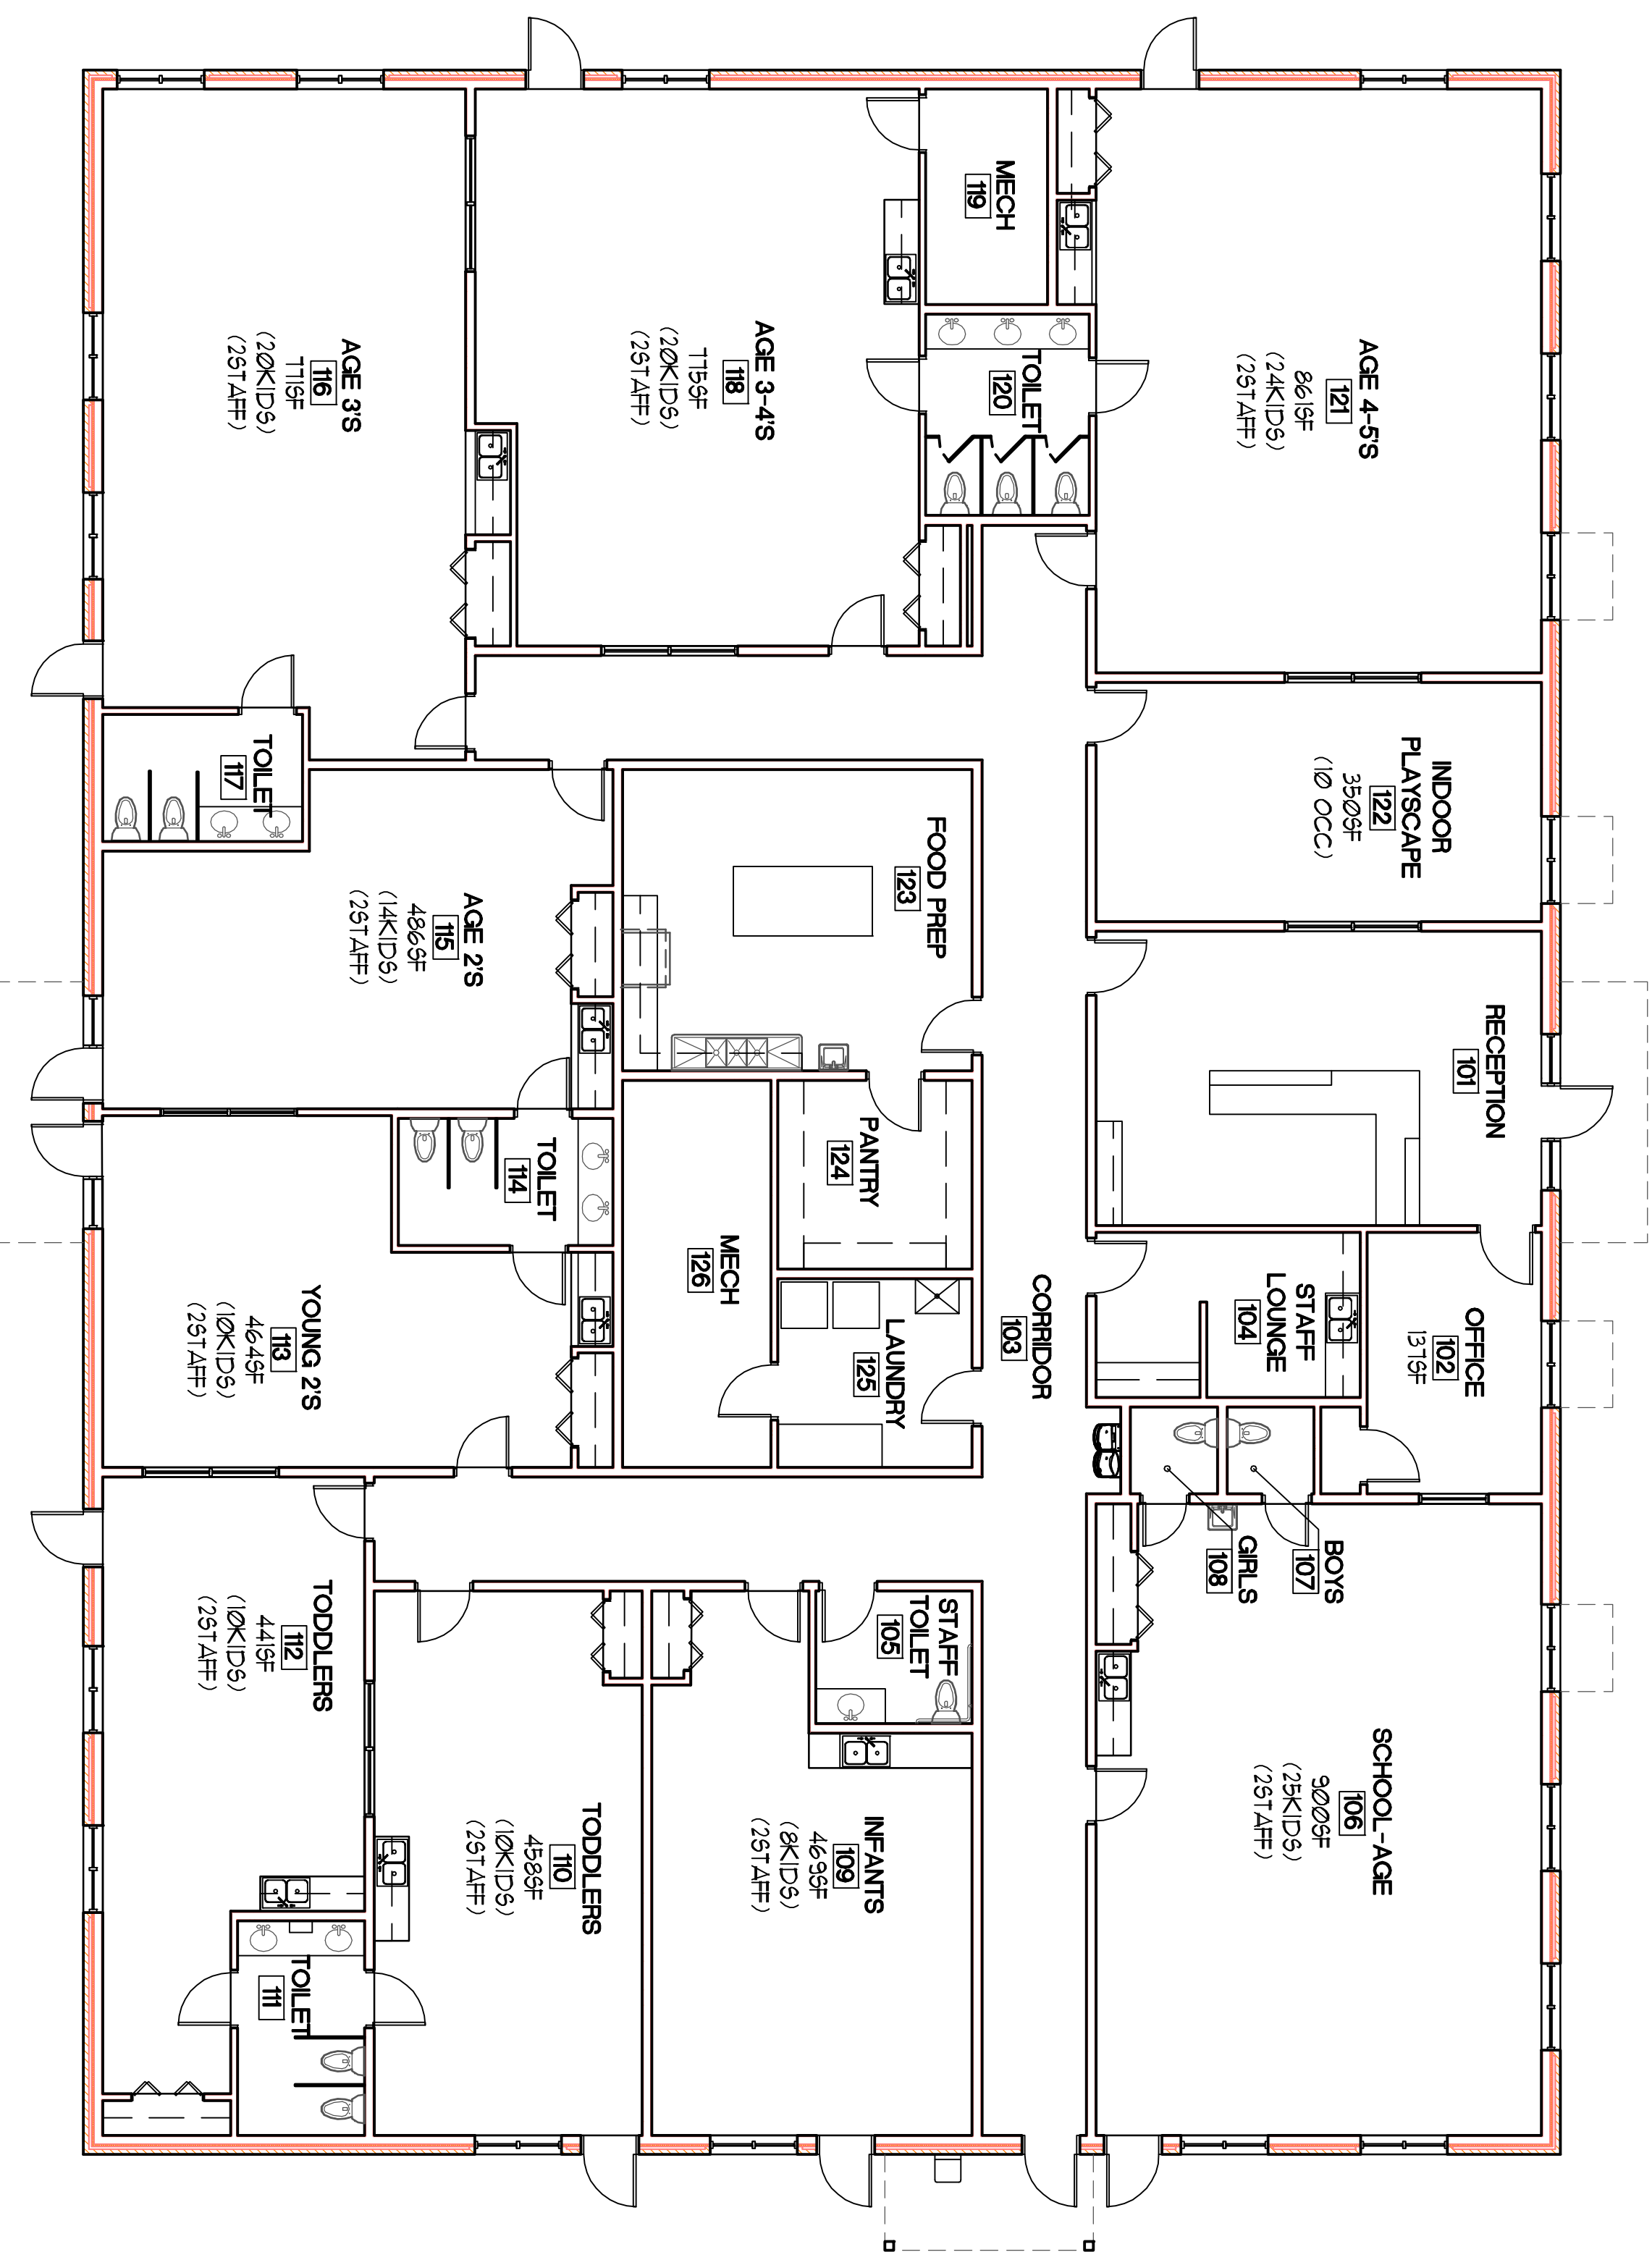 AGE 4-5'S
121
861SF
(24KIDS)
(2STAFF)
INDOOR
PLAYSCAPE
122
350SF
(10 OCC)
RECEPTION
101
OFFICE
102
137SF
STAFF
LOUNGE
104
BOYS
107
GIRLS
108
SCHOOL-AGE
106
900SF
(25KIDS)
(2STAFF)
MECH
119
TOILET
120
CORRIDOR
103
FOOD PREP
123
PANTRY
124
LAUNDRY
125
MECH
126
STAFF
TOILET
105
INFANTS
109
469SF
(8KIDS)
(2STAFF)
AGE 3-4'S
118
775SF
(20KIDS)
(2STAFF)
TODDLERS
110
458SF
(10KIDS)
(2STAFF)
AGE 3'S
116
771SF
(20KIDS)
(2STAFF)
TOILET
117
AGE 2'S
115
486SF
(14KIDS)
(2STAFF)
TOILET
114
YOUNG 2'S
113
464SF
(10KIDS)
(2STAFF)
TODDLERS
112
441SF
(10KIDS)
(2STAFF)
TOILET
111